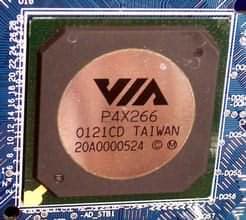 VIA
P4X266
0121CD TAIWAN
20A0000524 © Ⓜ
AD_STB1